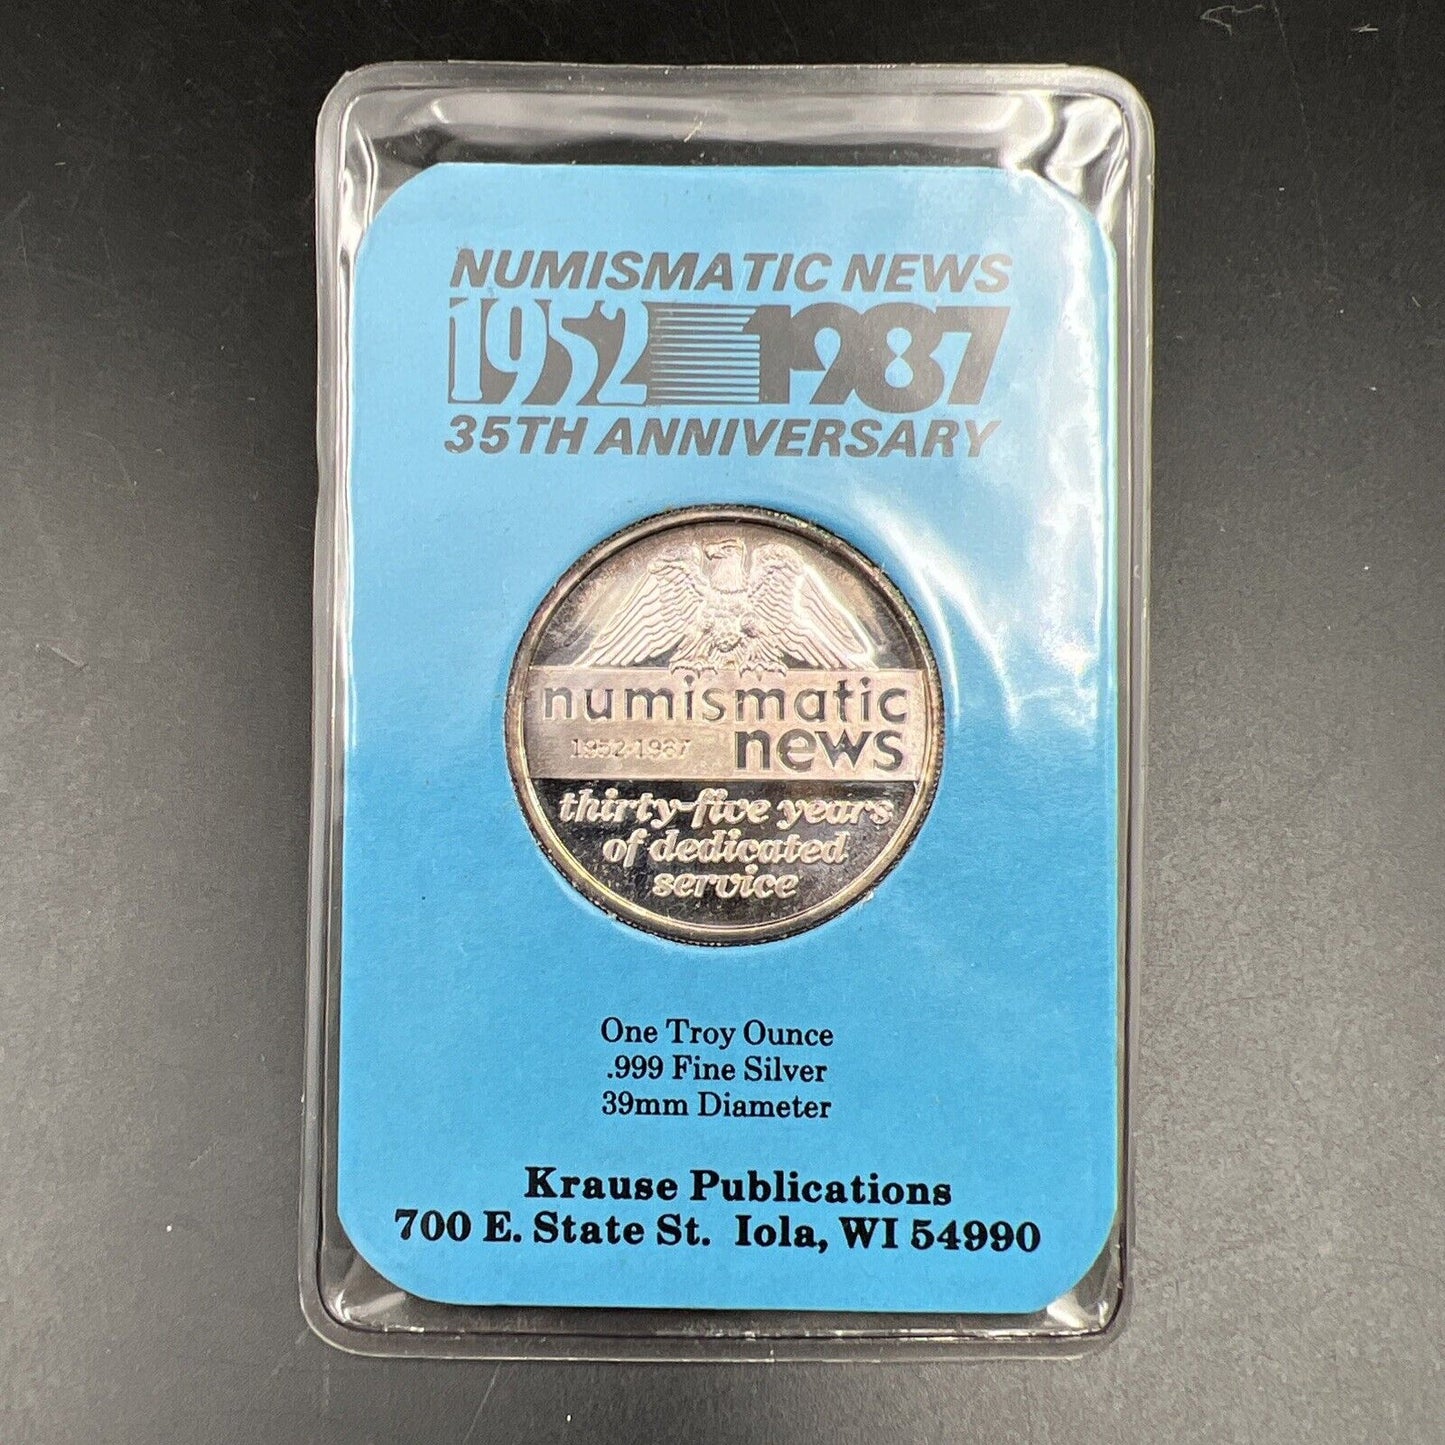 NUMISMATIC NEWS
1952 1987
35TH ANNIVERSARY
numismatic
1952-1987 news
thirty-five years
of dedicated
service
One Troy Ounce
.999 Fine Silver
39mm Diameter
Krause Publications
700 E. State St. Iola, WI 54990